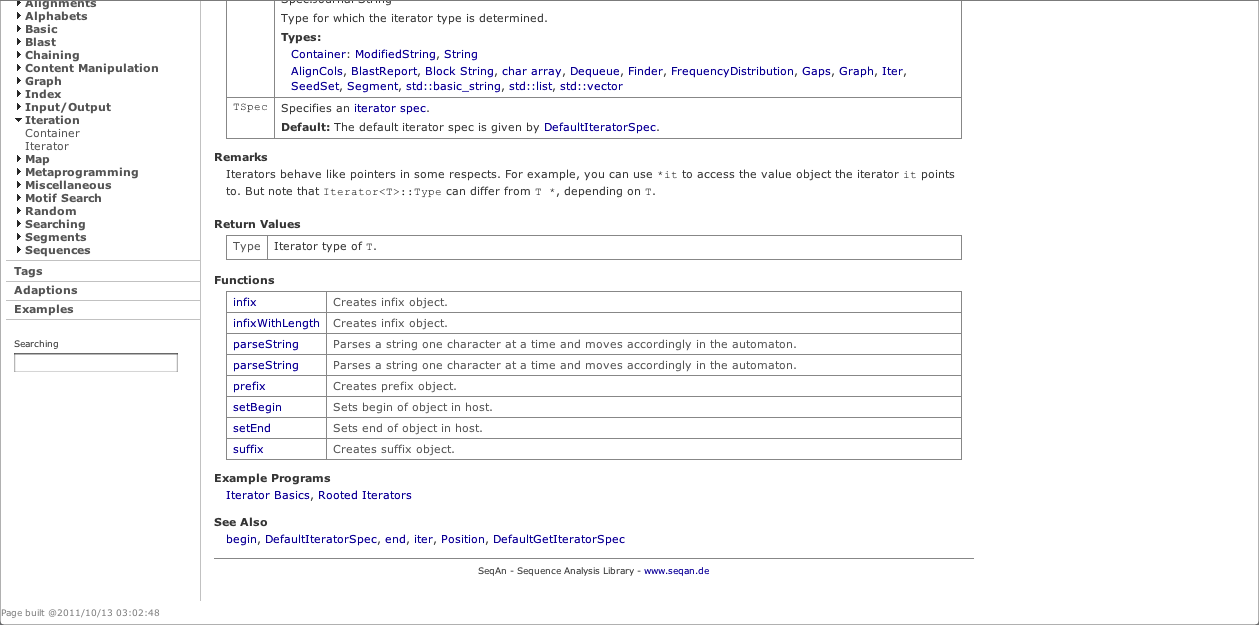 Alignments
Alphabets
Basic
Blast
Chaining
Content Manipulation
Graph
Index
Input/Output
Iteration
Container
Iterator
Map
Metaprogramming
Miscellaneous
Motif Search
Random
Searching
Segments
Sequences
Tags
Adaptions
Examples
Searching
Spec.Journal String
Type for which the iterator type is determined.
Types:
Container: ModifiedString, String
AlignCols, BlastReport, Block String, char array, Dequeue, Finder, FrequencyDistribution, Gaps, Graph, Iter,
SeedSet, Segment, std::basic_string, std::list, std::vector
TSpec Specifies an iterator spec.
Default: The default iterator spec is given by DefaultIteratorSpec.
Remarks
Iterators behave like pointers in some respects. For example, you can use *it to access the value object the iterator it points
to. But note that Iterator<T>::Type can differ from T *, depending on T.
Return Values
Type Iterator type of T.
Functions
infix Creates infix object.
infixWithLength Creates infix object.
parseString Parses a string one character at a time and moves accordingly in the automaton.
parseString Parses a string one character at a time and moves accordingly in the automaton.
prefix Creates prefix object.
setBegin Sets begin of object in host.
setEnd Sets end of object in host.
suffix Creates suffix object.
Example Programs
Iterator Basics, Rooted Iterators
See Also
begin, DefaultIteratorSpec, end, iter, Position, DefaultGetIteratorSpec
SeqAn - Sequence Analysis Library - www.seqan.de
Page built @2011/10/13 03:02:48